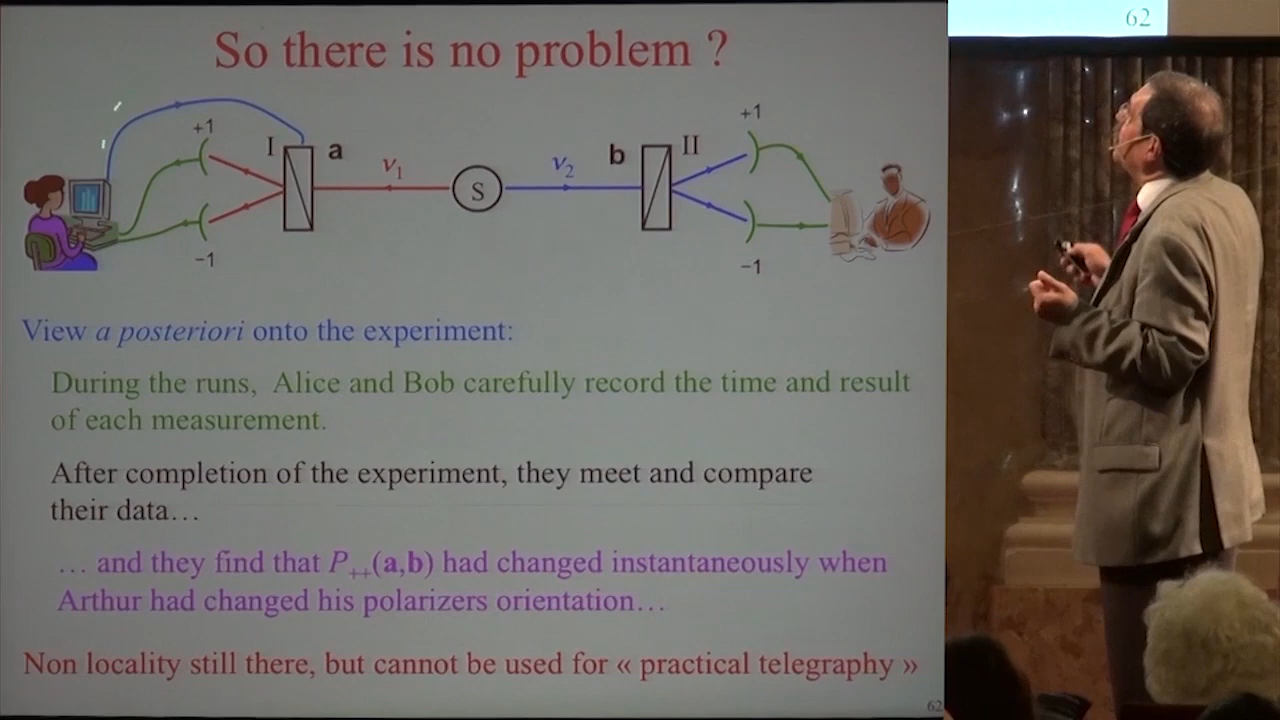 62
So there is no problem ?
+1
I
a
ν1
S
ν2
b
II
+1
−1
−1
View a posteriori onto the experiment:
During the runs, Alice and Bob carefully record the time and result
of each measurement.
After completion of the experiment, they meet and compare
their data…
… and they find that P++(a,b) had changed instantaneously when
Arthur had changed his polarizers orientation…
Non locality still there, but cannot be used for « practical telegraphy »
62